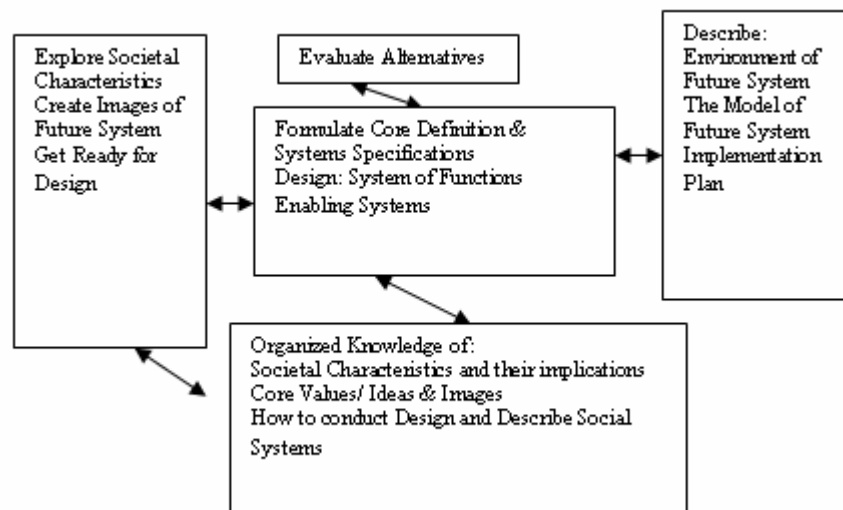 Explore Societal
Characteristics
Create Images of
Future System
Get Ready for
Design
Evaluate Alternatives
Formulate Core Definition &
Systems Specifications
Design: System of Functions
Enabling Systems
Describe:
Environment of
Future System
The Model of
Future System
Implementation
Plan
Organized Knowledge of:
Societal Characteristics and their implications
Core Values/ Ideas & Images
How to conduct Design and Describe Social
Systems